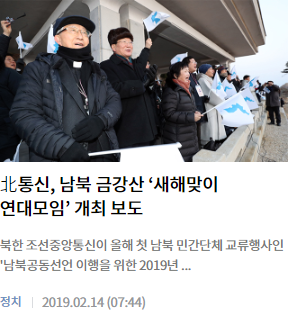 北통신, 남북 금강산 ‘새해맞이
연대모임’ 개최 보도
북한 조선중앙통신이 올해 첫 남북 민간단체 교류행사인
'남북공동선언 이행을 위한 2019년 ...
정치 | 2019.02.14 (07:44)